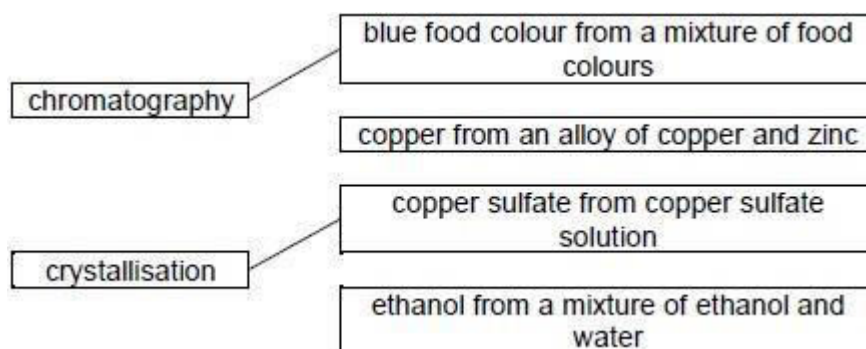 blue food colour from a mixture of food
colours
chromatography
copper from an alloy of copper and zinc
copper sulfate from copper sulfate
solution
crystallisation
ethanol from a mixture of ethanol and
water